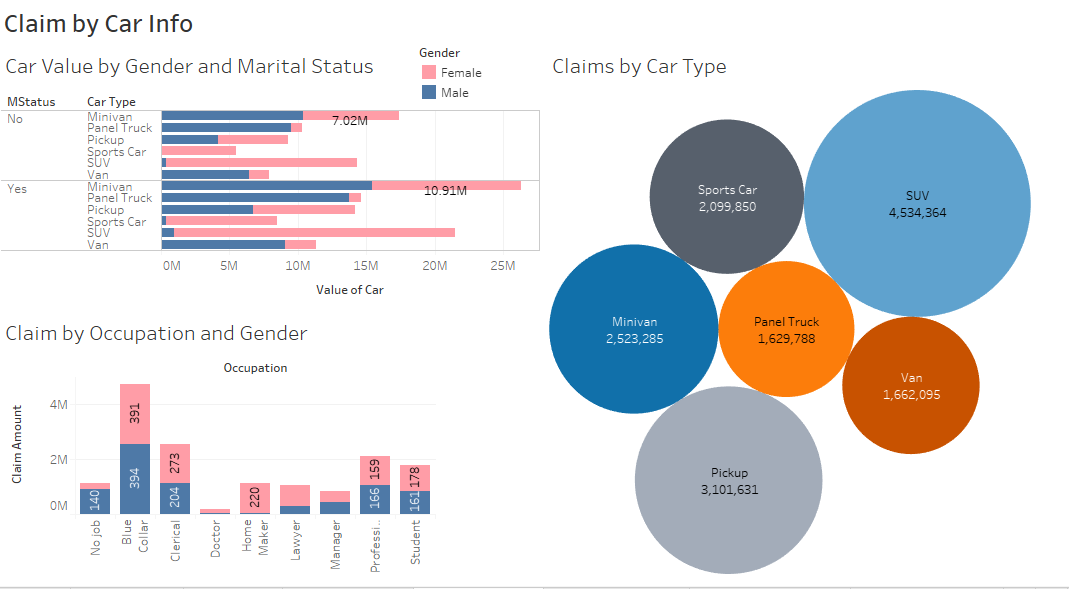 Claim by Car Info
Car Value by Gender and Marital Status
Gender
Female
Male
MStatus Car Type
No Minivan 7.02M
Panel Truck
Pickup
Sports Car
SUV
Van
Yes Minivan 10.91M
Panel Truck
Pickup
Sports Car
SUV
Van
0M 5M 10M 15M 20M 25M
Value of Car
Claim by Occupation and Gender
Occupation
Claim Amount
4M
2M
0M
140
391
394
273
204
220
159
166
178
161
No job
Blue
Collar
Clerical
Doctor
Home
Maker
Lawyer
Manager
Professi..
Student
Claims by Car Type
Sports Car
2,099,850
SUV
4,534,364
Minivan
2,523,285
Panel Truck
1,629,788
Van
1,662,095
Pickup
3,101,631